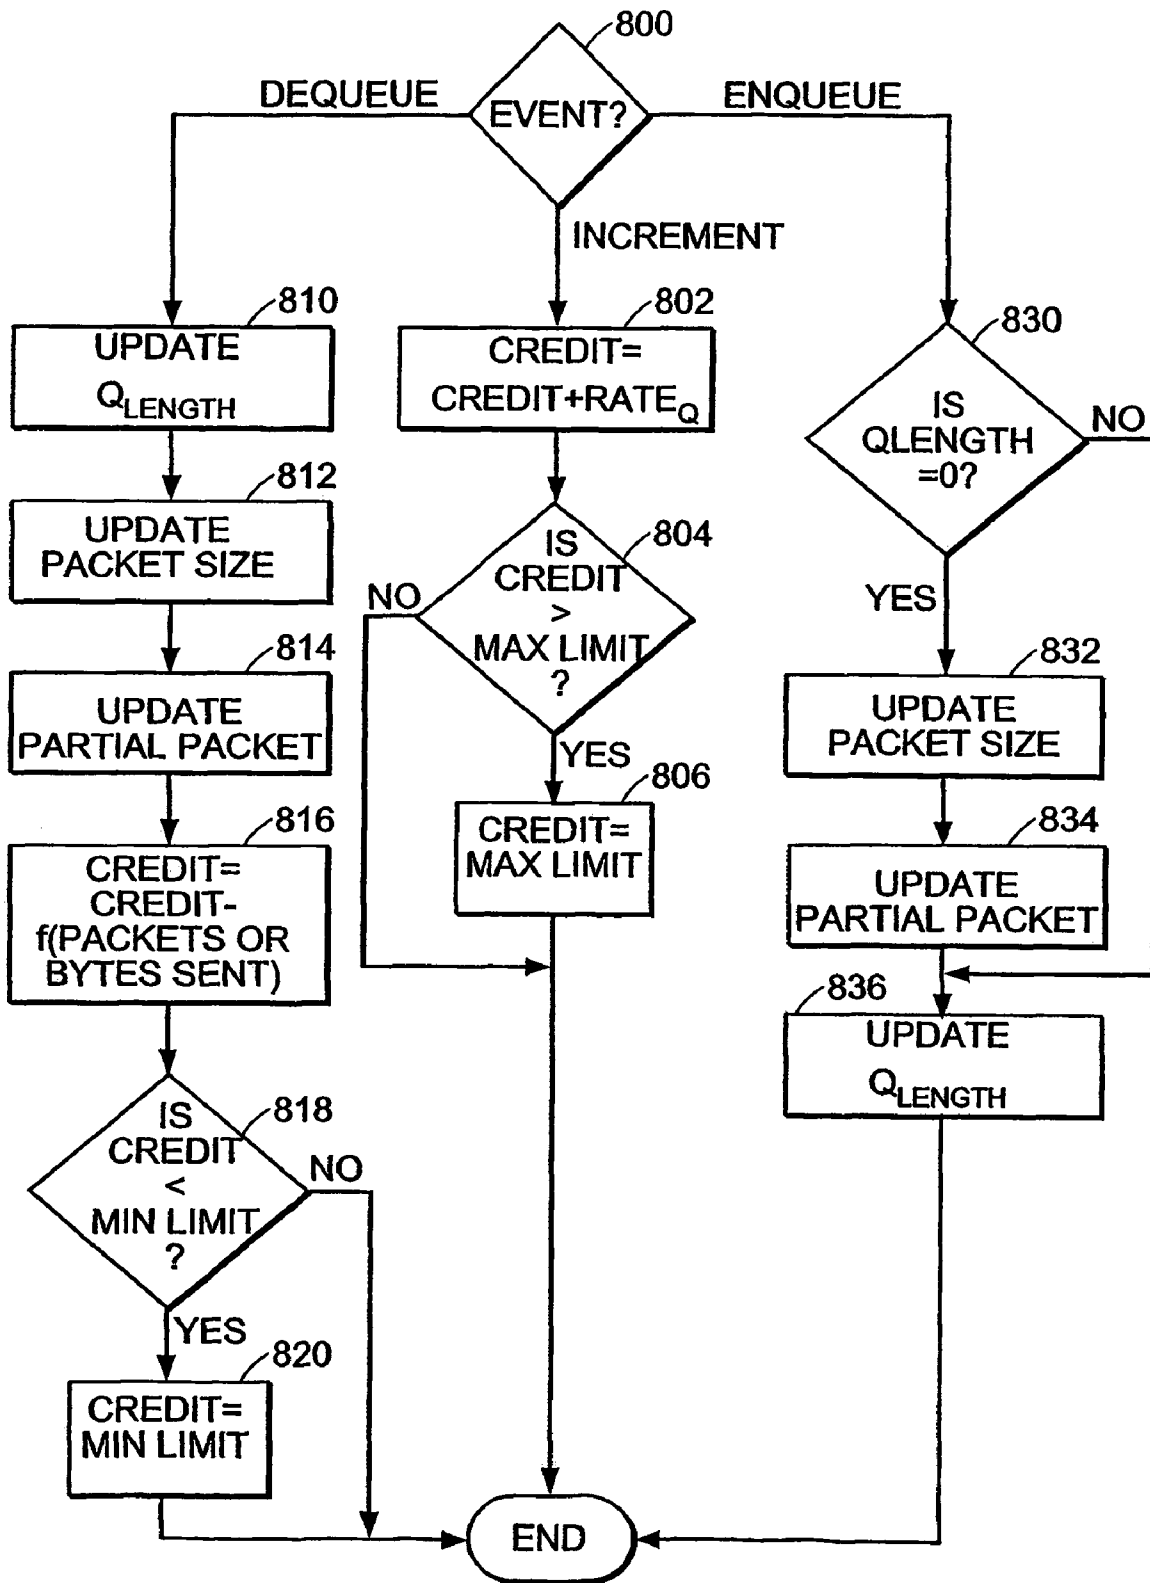 800
DEQUEUE
EVENT?
ENQUEUE
INCREMENT
810
UPDATE
QLENGTH
812
UPDATE
PACKET SIZE
814
UPDATE
PARTIAL PACKET
816
CREDIT=
CREDIT-
f(PACKETS OR
BYTES SENT)
818
IS
CREDIT
<
MIN LIMIT
?
NO
YES
820
CREDIT=
MIN LIMIT
802
CREDIT=
CREDIT+RATEQ
804
IS
CREDIT
>
MAX LIMIT
?
NO
YES
806
CREDIT=
MAX LIMIT
830
IS
QLENGTH
=0?
NO
YES
832
UPDATE
PACKET SIZE
834
UPDATE
PARTIAL PACKET
836
UPDATE
QLENGTH
END